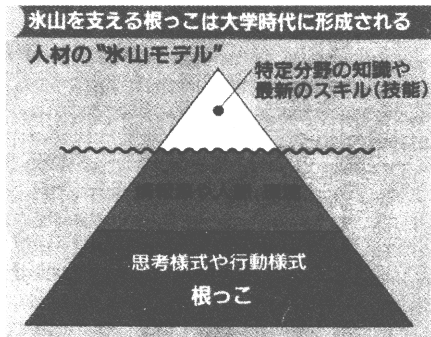 氷山を支える根っこは大学時代に形成される
人材の"氷山モデル"
特定分野の知識や
最新のスキル(技能)
思考様式や行動様式
根っこ